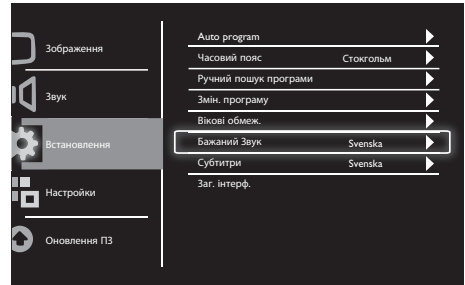 Зображення
Звук
Встановлення
Настройки
Оновлення ПЗ
Auto program
Часовий пояс Стокгольм
Ручний пошук програми
Змін. програму
Вікові обмеж.
Бажаний Звук Svenska
Субтитри Svenska
Заг. інтерф.